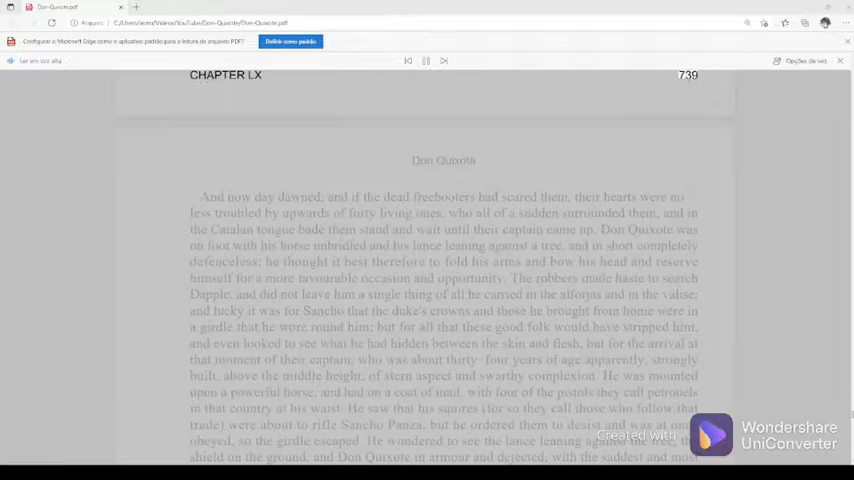 Don-Quixote.pdf
Arquivo C:/Users/
/Videos/YouTube/Don-Quixote/Don-Quixote.pdf
Configurar o Microsoft Edge como o aplicativo padrão para a leitura de arquivos PDF? Definir como padrão
Ler em voz alta Opções de voz
CHAPTER LX 739
Don Quixote
And now day dawned; and if the dead freebooters had scared them, their hearts were no
less troubled by upwards of forty living ones, who all of a sudden surrounded them, and in
the Catalan tongue bade them stand and wait until their captain came up. Don Quixote was
on foot with his horse unbridled and his lance leaning against a tree, and in short completely
defenceless; he thought it best therefore to fold his arms and bow his head and reserve
himself for a more favourable occasion and opportunity. The robbers made haste to search
Dapple, and did not leave him a single thing of all he carried in the alforjas and in the valise;
and lucky it was for Sancho that the duke's crowns and those he brought from home were in
a girdle that he wore round him; but for all that these good folk would have stripped him,
and even looked to see what he had hidden between the skin and flesh, but for the arrival at
that moment of their captain, who was about thirty-four years of age apparently, strongly
built, above the middle height, of stern aspect and swarthy complexion. He was mounted
upon a powerful horse, and had on a coat of mail, with four of the pistols they call petronels
in that country at his waist. He saw that his squires (for so they call those who follow that
trade) were about to rifle Sancho Panza, but he ordered them to desist and was at
obeyed, so the girdle escaped. He wondered to see the lance leaning against the tree, the
shield on the ground, and Don Quixote in armour and dejected, with the saddest and most
Created with Wondershare
UniConverter